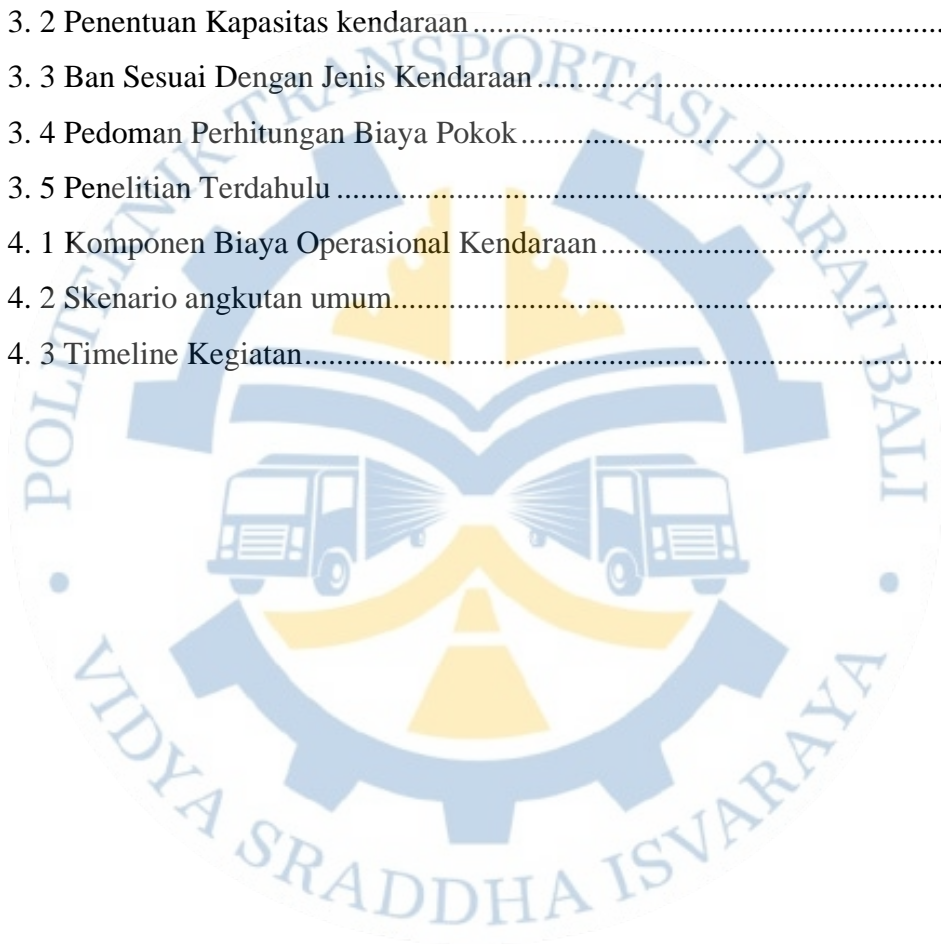 3. 2 Penentuan Kapasitas kendaraan ........................................................
3. 3 Ban Sesuai Dengan Jenis Kendaraan ................................................
3. 4 Pedoman Perhitungan Biaya Pokok ..................................................
3. 5 Penelitian Terdahulu .........................................................................
4. 1 Komponen Biaya Operasional Kendaraan .........................................
4. 2 Skenario angkutan umum ..................................................................
4. 3 Timeline Kegiatan .............................................................................
POLITEKNIK TRANSPORTASI DARAT BALI
VIDYA SRADDHA ISVARAYA